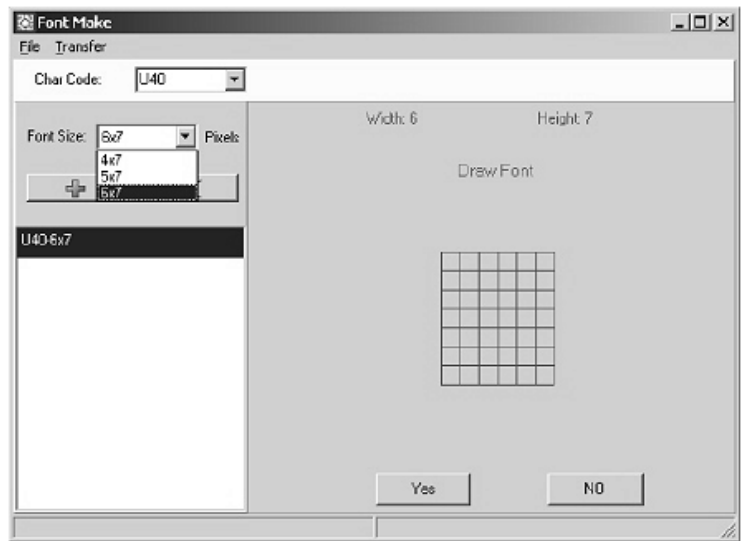 Font Make
File Transfer
Char Code: U40
Width: 6 Height: 7
Font Size: 6x7 Pixels
4x7
5x7
6x7
Draw Font
U40-6x7
Yes NO